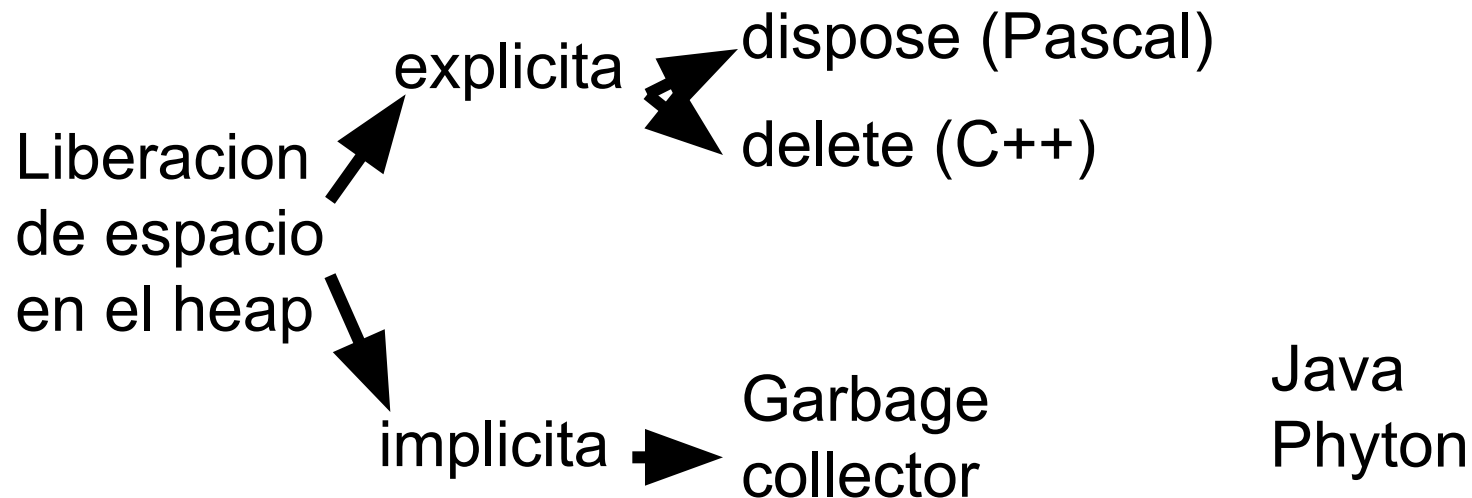 Liberacion
de espacio
en el heap
explicita
dispose (Pascal)
delete (C++)
implicita
Garbage
collector
Java
Phyton